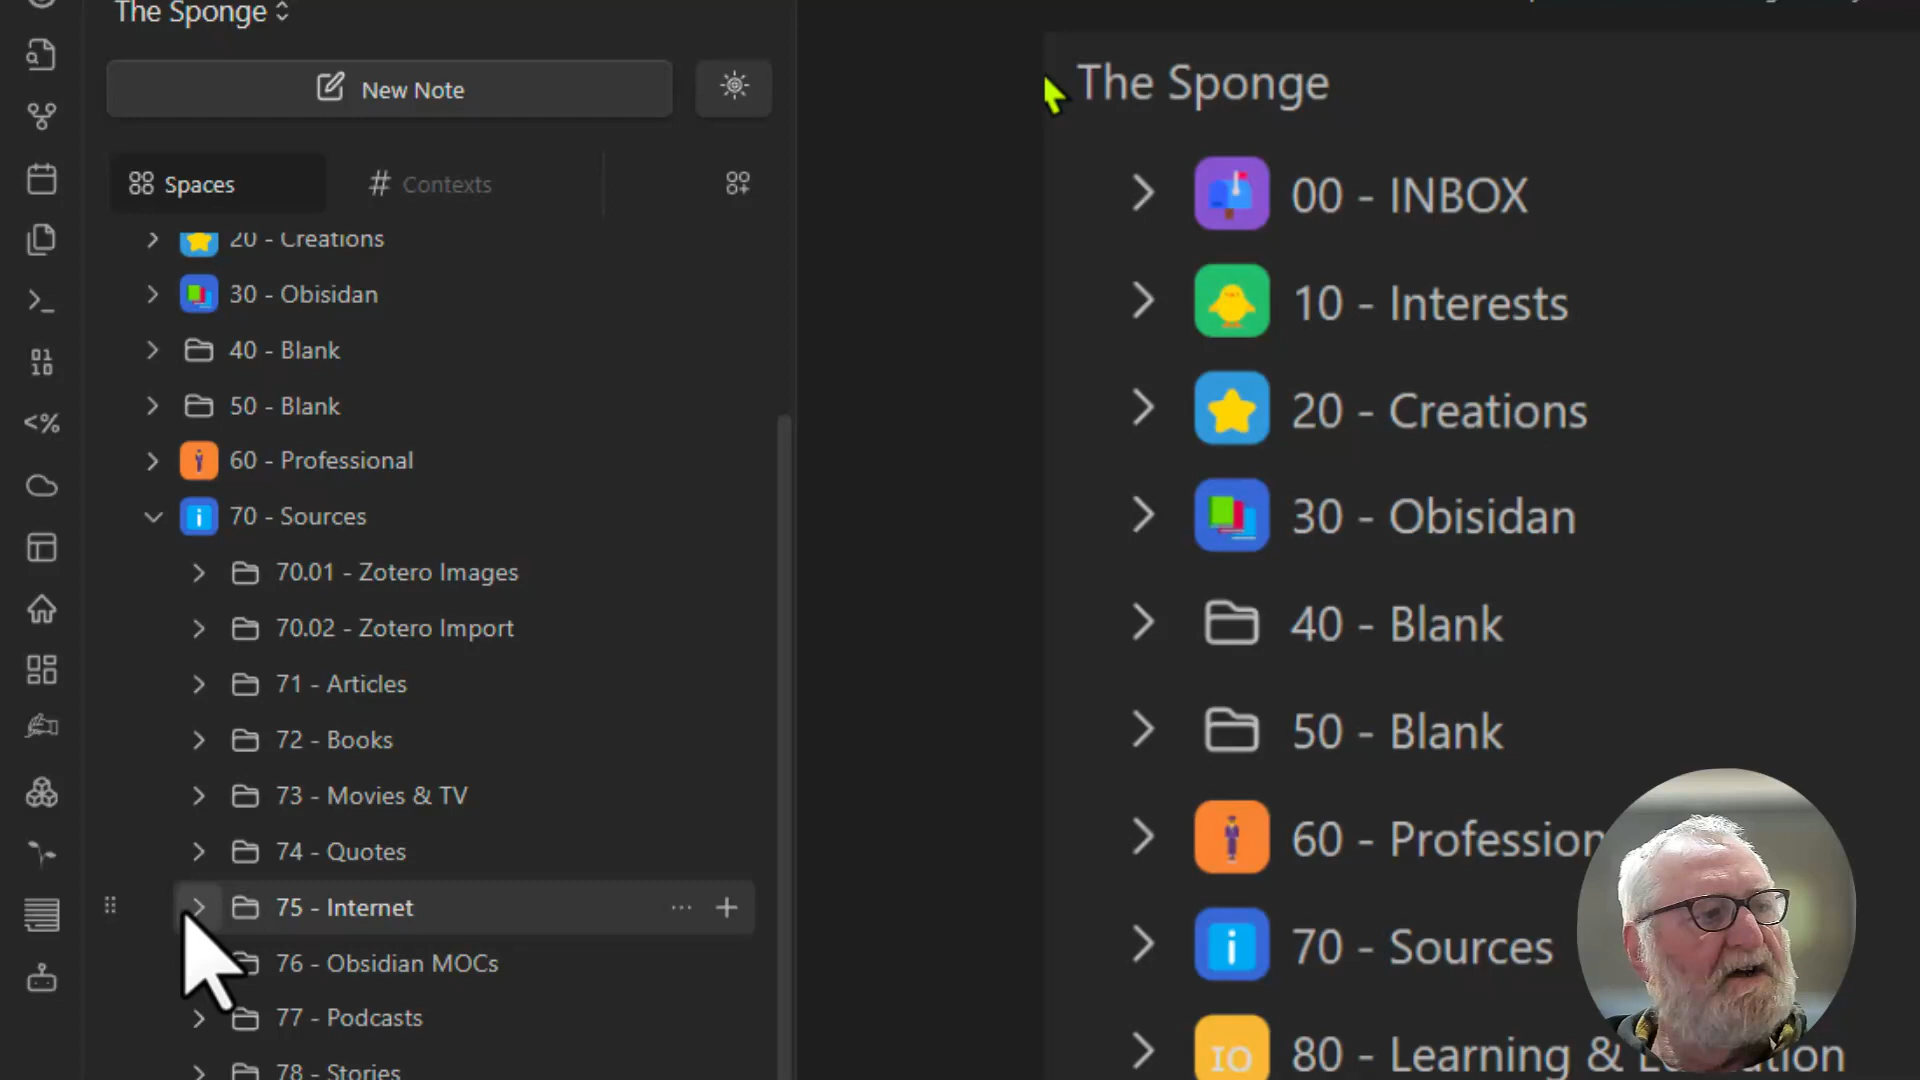 The Sponge
New Note
Spaces
Contexts
20 - Creations
30 - Obisidan
40 - Blank
50 - Blank
60 - Professional
70 - Sources
70.01 - Zotero Images
70.02 - Zotero Import
71 - Articles
72 - Books
73 - Movies & TV
74 - Quotes
75 - Internet
76 - Obsidian MOCs
77 - Podcasts
78 - Stories
The Sponge
00 - INBOX
10 - Interests
20 - Creations
30 - Obisidan
40 - Blank
50 - Blank
60 - Profession
70 - Sources
80 - Learning &